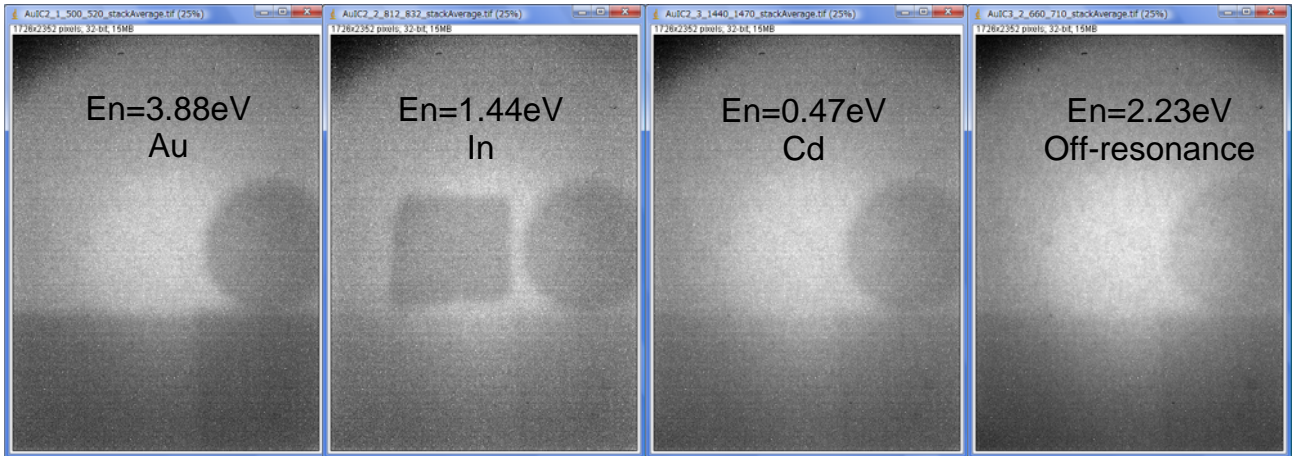 AuIC2_1_500_520_stackAverage.tif (25%)
1726x2352 pixels, 32-bit, 15MB
En=3.88eV
Au
AuIC2_2_812_832_stackAverage.tif (25%)
1726x2352 pixels, 32-bit, 15MB
En=1.44eV
In
AuIC2_3_1440_1470_stackAverage.tif (25%)
1726x2352 pixels, 32-bit, 15MB
En=0.47eV
Cd
AuIC3_2_660_710_stackAverage.tif (25%)
1726x2352 pixels, 32-bit, 15MB
En=2.23eV
Off-resonance